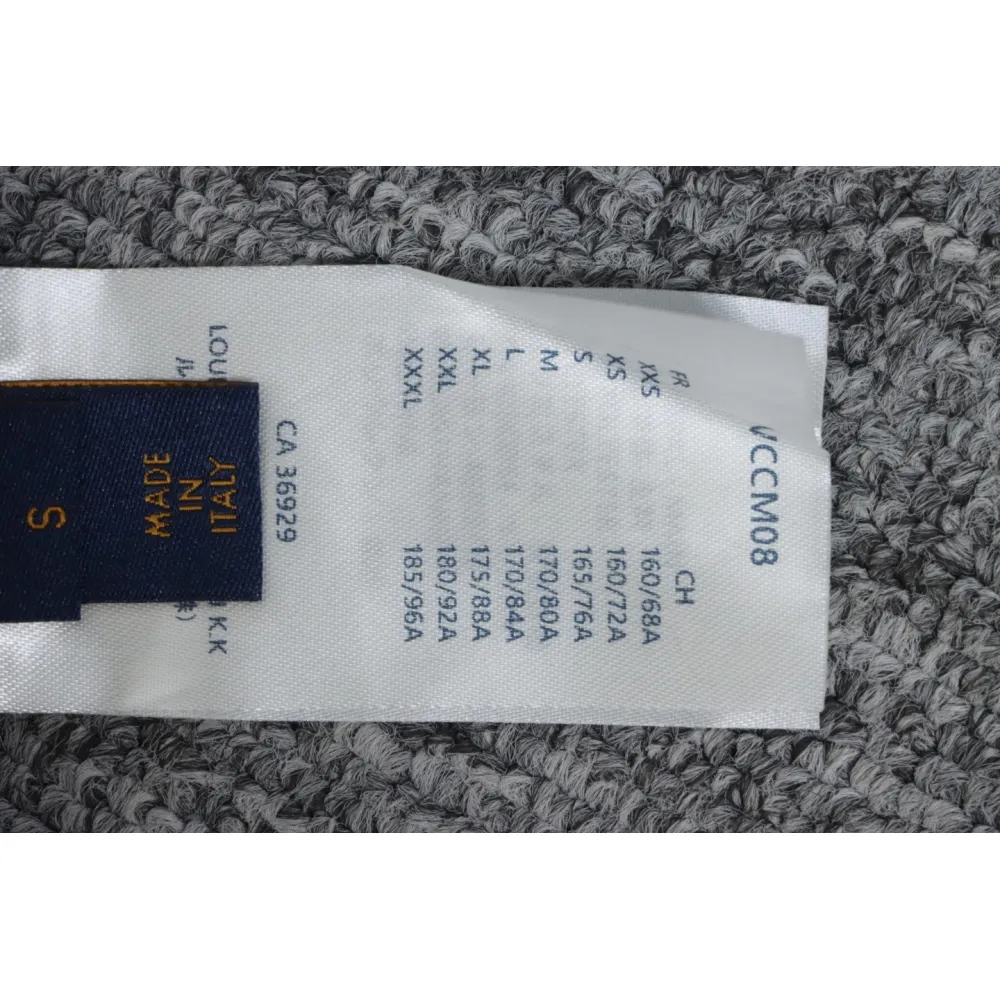 VCCM08
FR CH
XXS 160/68A
XS 160/72A
S 165/76A
M 170/80A
L 170/84A
XL 175/88A
XXL 180/92A
XXXL 185/96A
CA 36929
K.K
MADE
IN
ITALY
S